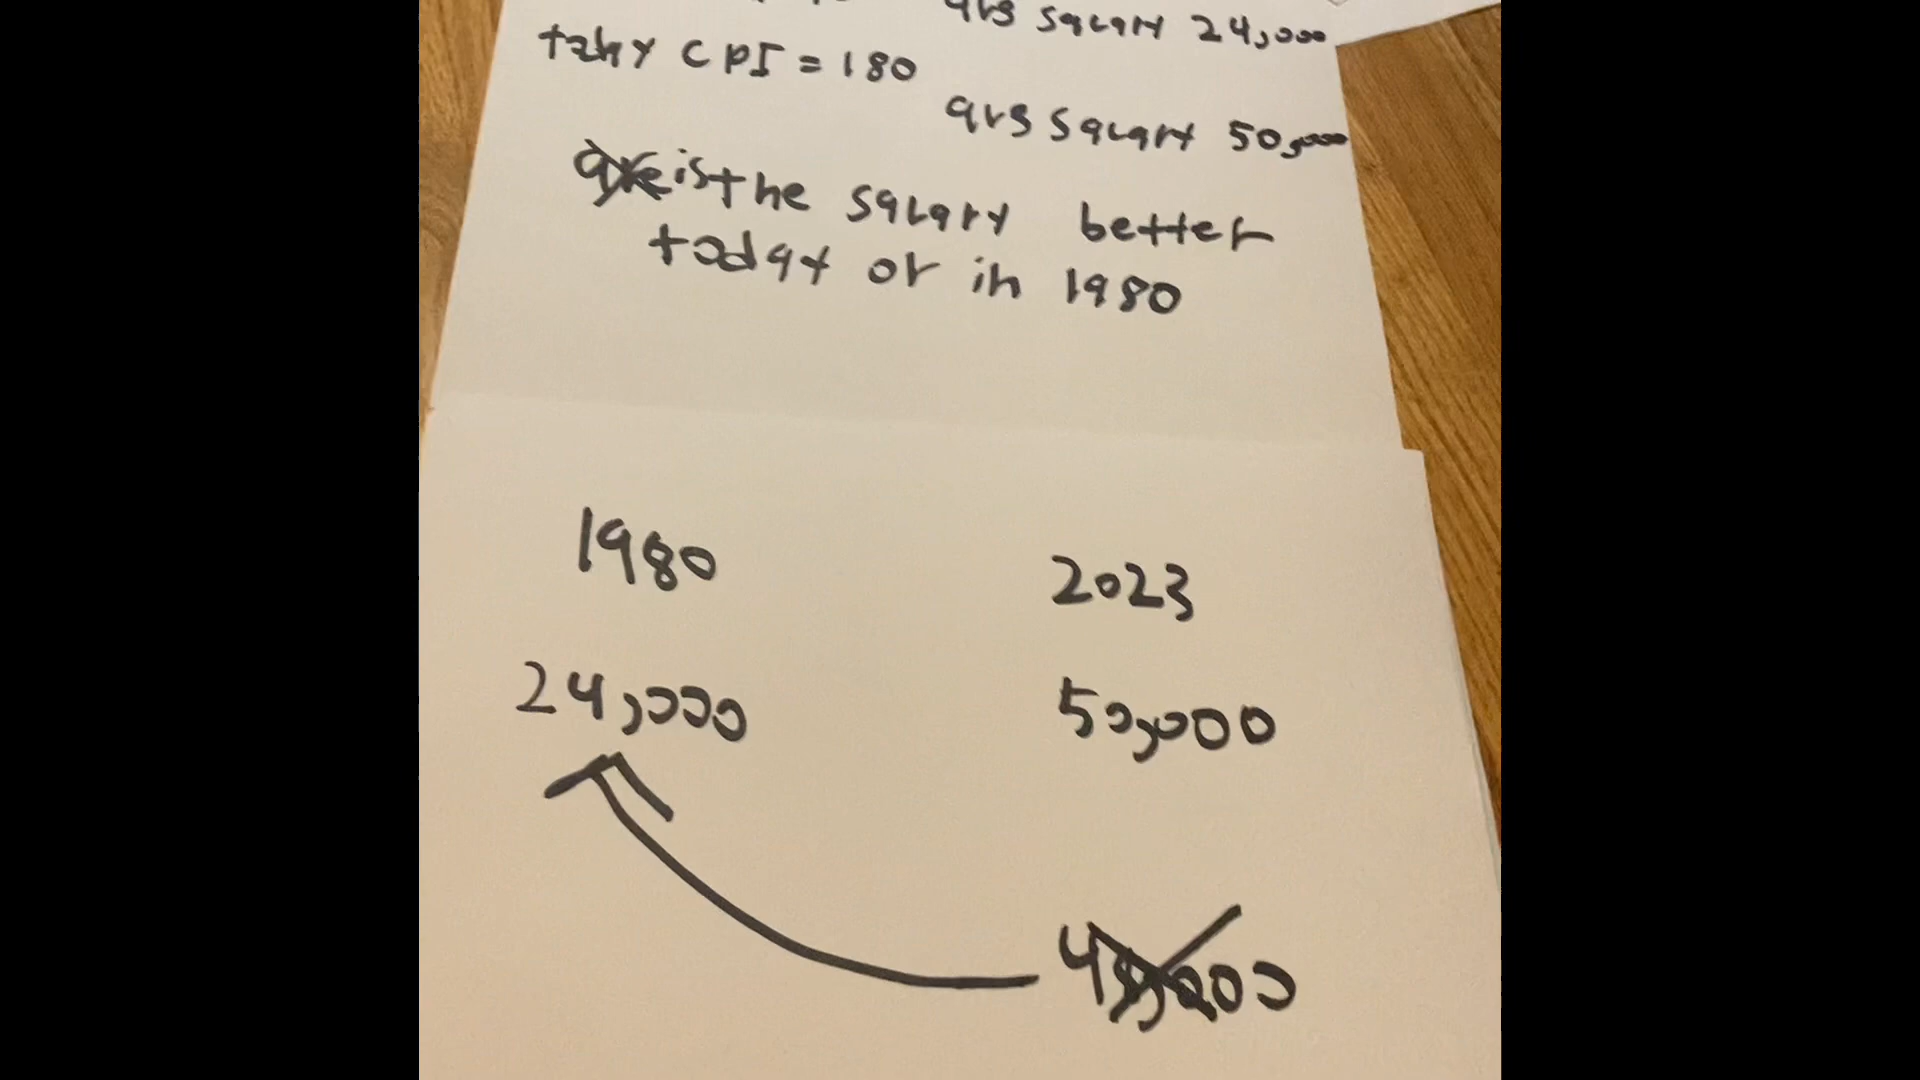 avg salary 24,000
today CPI = 180
avg salary 50,000
is the salary better
today or in 1980
1980 2023
24,000 50,000